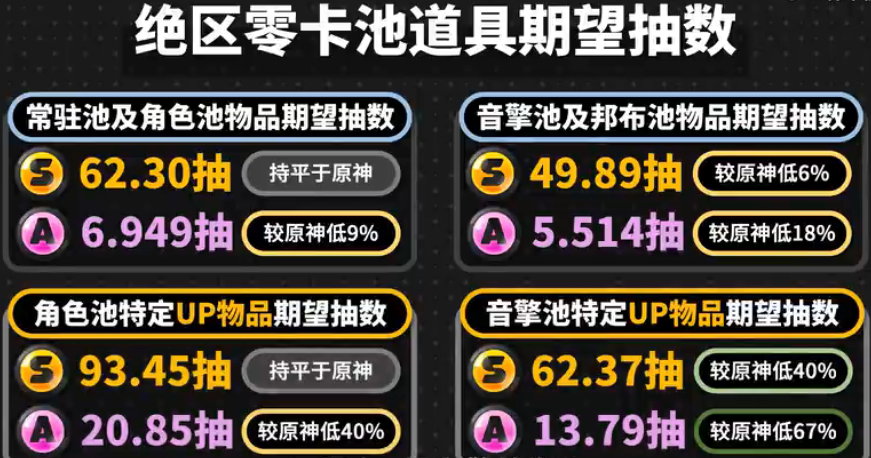 绝区零卡池道具期望抽数
常驻池及角色池物品期望抽数
S 62.30抽 持平于原神
A 6.949抽 较原神低9%
音擎池及邦布池物品期望抽数
S 49.89抽 较原神低6%
A 5.514抽 较原神低18%
角色池特定UP物品期望抽数
S 93.45抽 持平于原神
A 20.85抽 较原神低40%
音擎池特定UP物品期望抽数
S 62.37抽 较原神低40%
A 13.79抽 较原神低67%